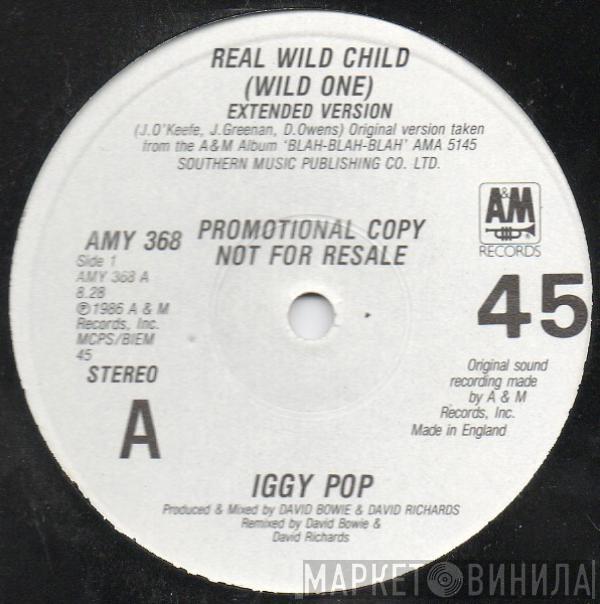 REAL WILD CHILD
(WILD ONE)
EXTENDED VERSION
(J.O'Keefe, J.Greenan, D.Owens) Original version taken
from the A&M Album 'BLAH-BLAH-BLAH' AMA 5145
SOUTHERN MUSIC PUBLISHING CO. LTD.
A&M
RECORDS
PROMOTIONAL COPY
NOT FOR RESALE
AMY 368
Side 1
AMY 368 A
8.28
℗1986 A & M
Records, Inc.
MCPS/BIEM
45
STEREO
A
45
Original sound
recording made
by A & M
Records, Inc.
Made in England
IGGY POP
Produced & Mixed by DAVID BOWIE & DAVID RICHARDS
Remixed by David Bowie &
David Richards
МАРКЕТ ВИНИЛА!